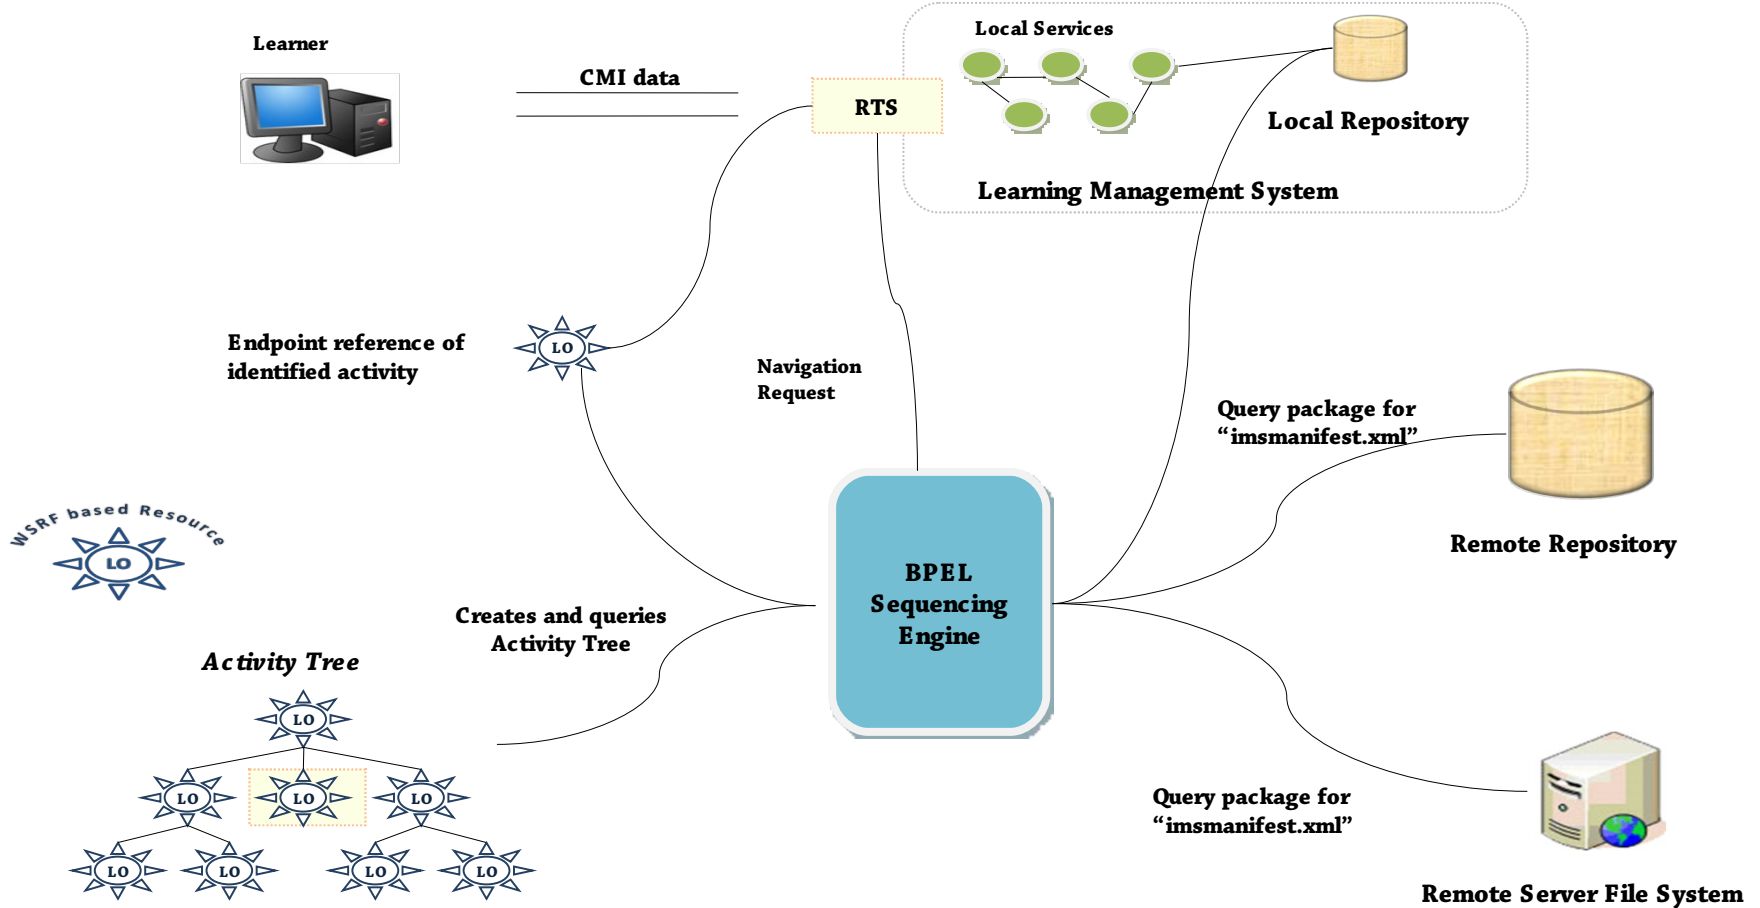 Learner
CMI data
RTS
Local Services
Local Repository
Learning Management System
Endpoint reference of
identified activity
LO
Navigation
Request
Query package for
“imsmanifest.xml”
Remote Repository
WSRF based Resource
LO
BPEL
Sequencing
Engine
Creates and queries
Activity Tree
Activity Tree
LO
LO
LO
LO
LO
LO
LO
LO
Query package for
“imsmanifest.xml”
Remote Server File System